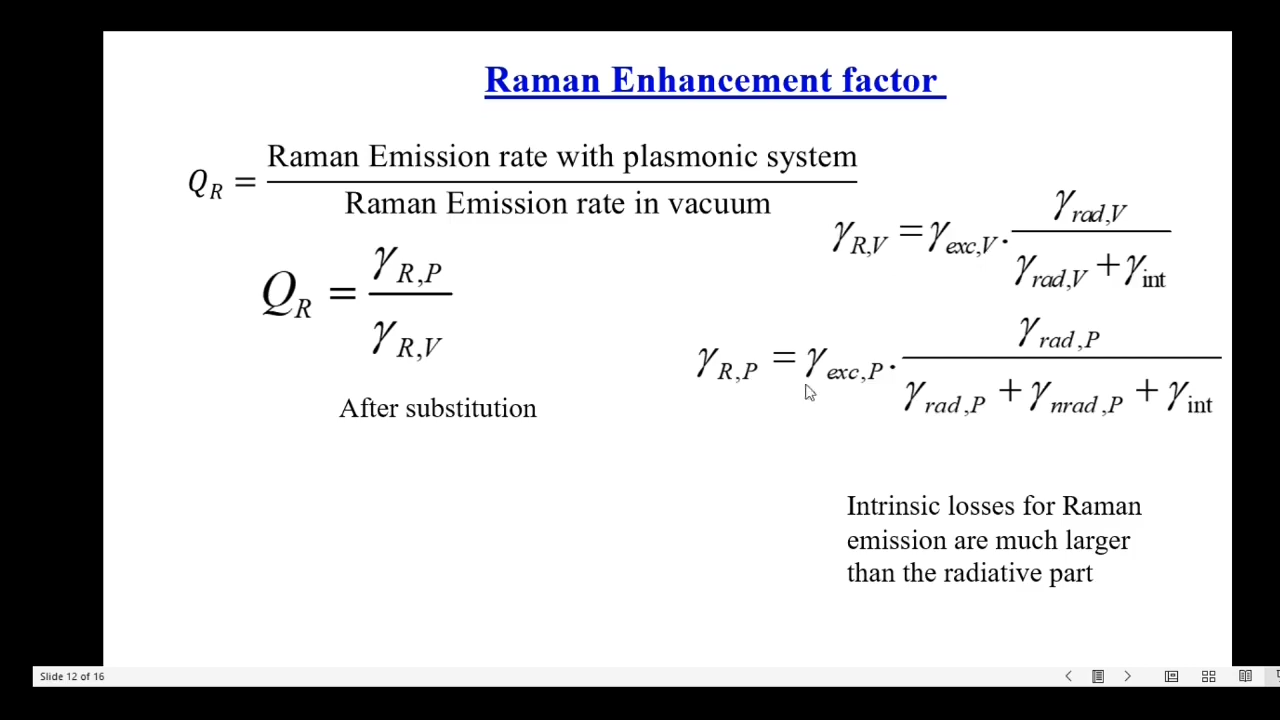 Raman Enhancement factor
Q_R = Raman Emission rate with plasmonic system / Raman Emission rate in vacuum
γ_R,V = γ_exc,V · γ_rad,V / (γ_rad,V + γ_int)
Q_R = γ_R,P / γ_R,V
γ_R,P = γ_exc,P · γ_rad,P / (γ_rad,P + γ_nrad,P + γ_int)
After substitution
Intrinsic losses for Raman
emission are much larger
than the radiative part
Slide 12 of 16